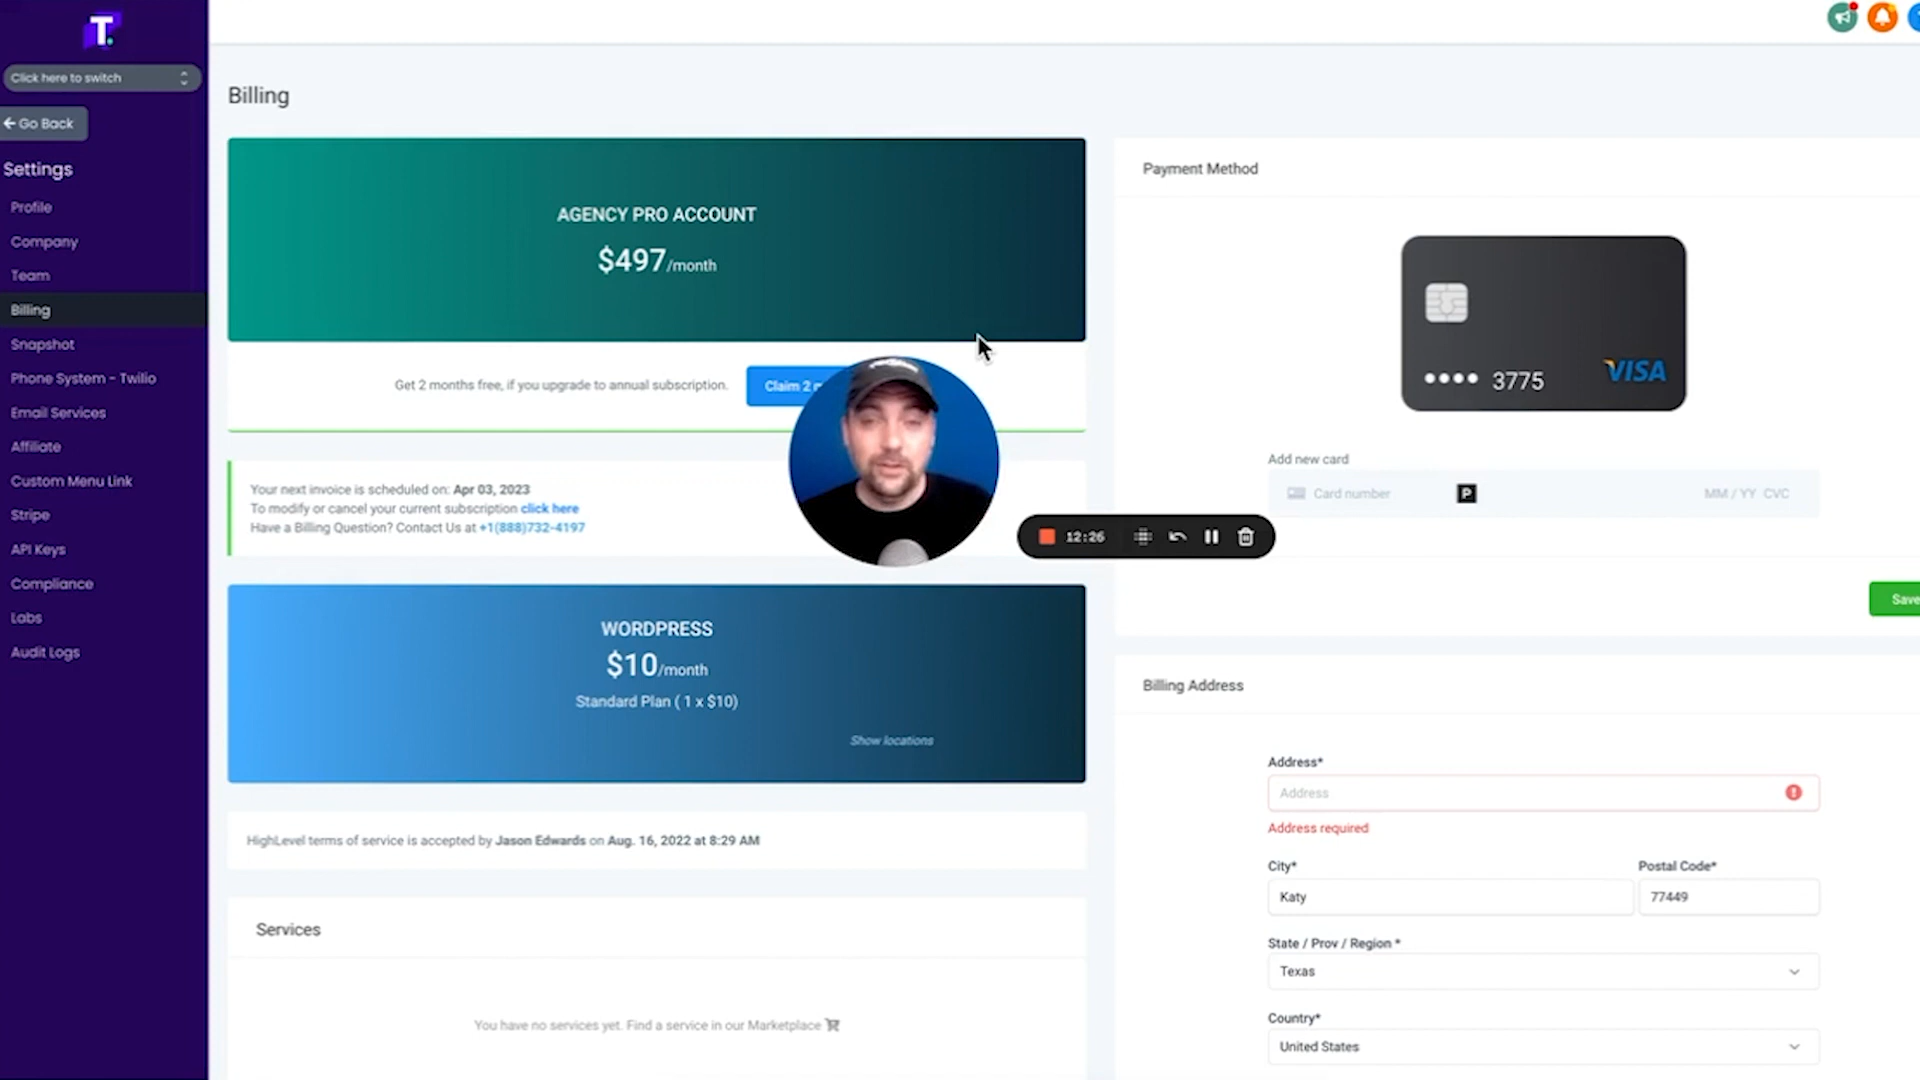 T.
Click here to switch
Go Back
Settings
Profile
Company
Team
Billing
Snapshot
Phone System - Twilio
Email Services
Affiliate
Custom Menu Link
Stripe
API Keys
Compliance
Labs
Audit Logs
Billing
AGENCY PRO ACCOUNT
$497/month
Get 2 months free, if you upgrade to annual subscription.
Claim 2
Your next invoice is scheduled on: Apr 03, 2023
To modify or cancel your current subscription click here
Have a Billing Question? Contact Us at +1(888)732-4197
12:26
WORDPRESS
$10/month
Standard Plan ( 1 x $10)
Show locations
HighLevel terms of service is accepted by Jason Edwards on Aug. 16, 2022 at 8:29 AM
Services
You have no services yet. Find a service in our Marketplace
Payment Method
•••• 3775
VISA
Add new card
Card number
P
MM / YY CVC
Save
Billing Address
Address*
Address
Address required
City*
Postal Code*
Katy
77449
State / Prov / Region *
Texas
Country*
United States